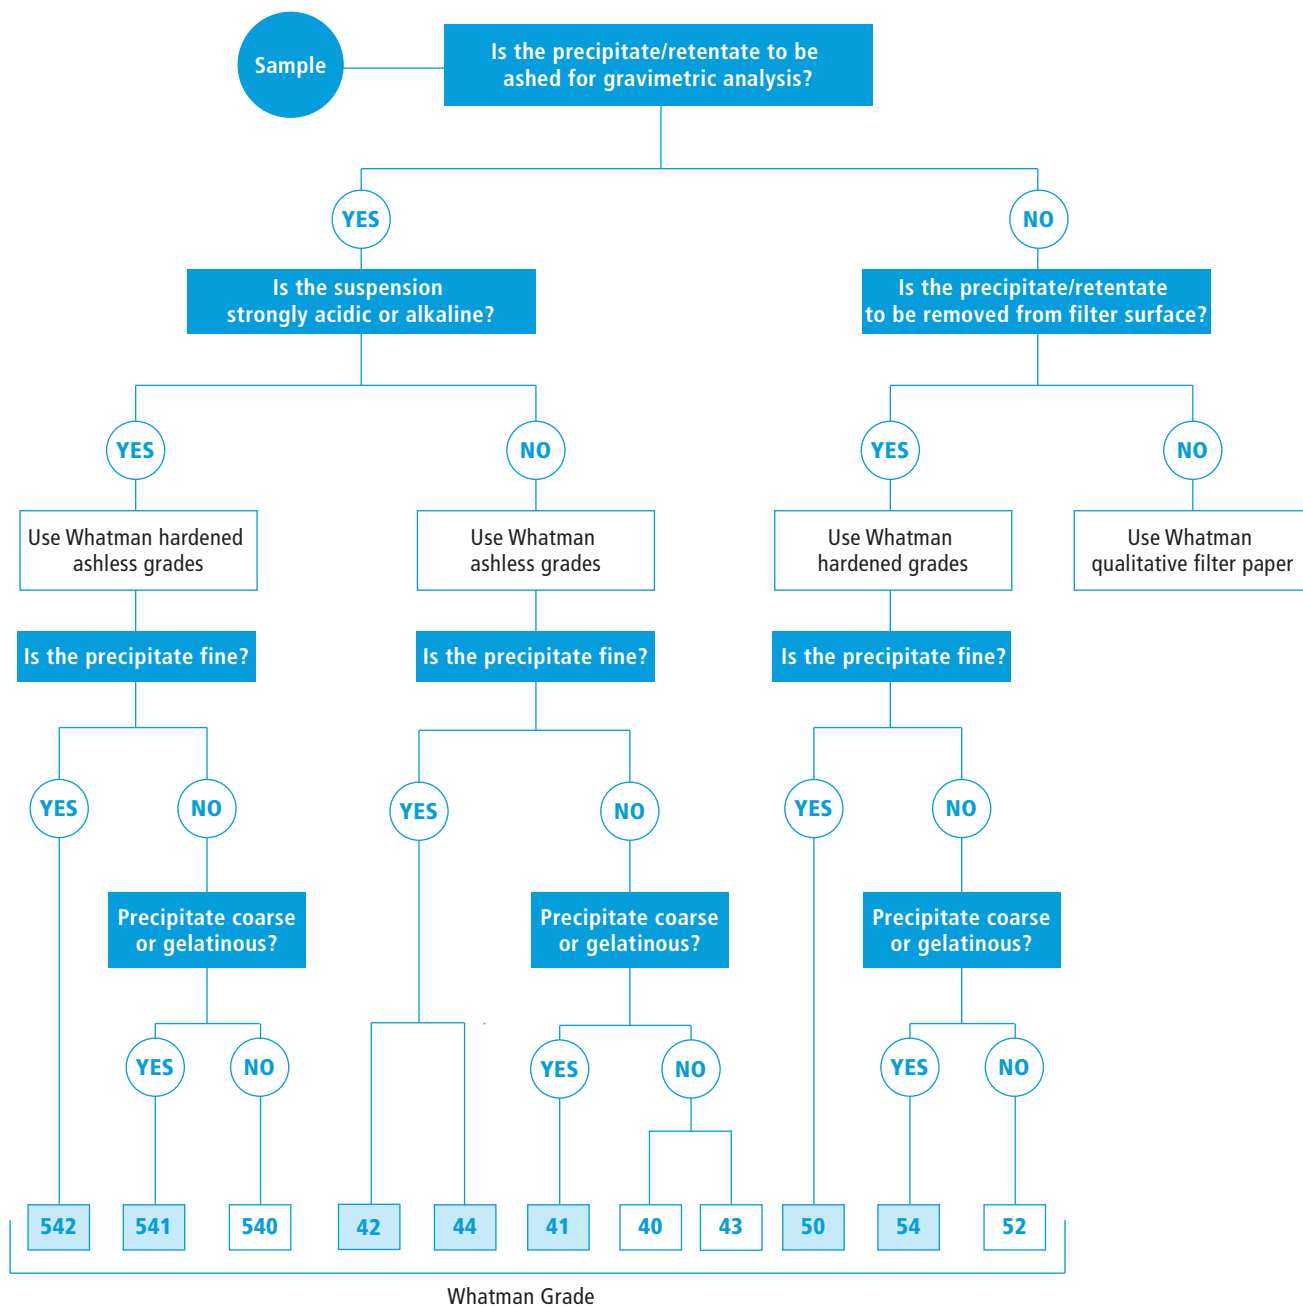 Sample
Is the precipitate/retentate to be
ashed for gravimetric analysis?
YES
NO
Is the suspension
strongly acidic or alkaline?
Is the precipitate/retentate
to be removed from filter surface?
YES
NO
YES
NO
Use Whatman hardened
ashless grades
Use Whatman
ashless grades
Use Whatman
hardened grades
Use Whatman
qualitative filter paper
Is the precipitate fine?
Is the precipitate fine?
Is the precipitate fine?
YES
NO
YES
NO
YES
NO
Precipitate coarse
or gelatinous?
Precipitate coarse
or gelatinous?
Precipitate coarse
or gelatinous?
YES
NO
YES
NO
YES
NO
542
541
540
42
44
41
40
43
50
54
52
Whatman Grade